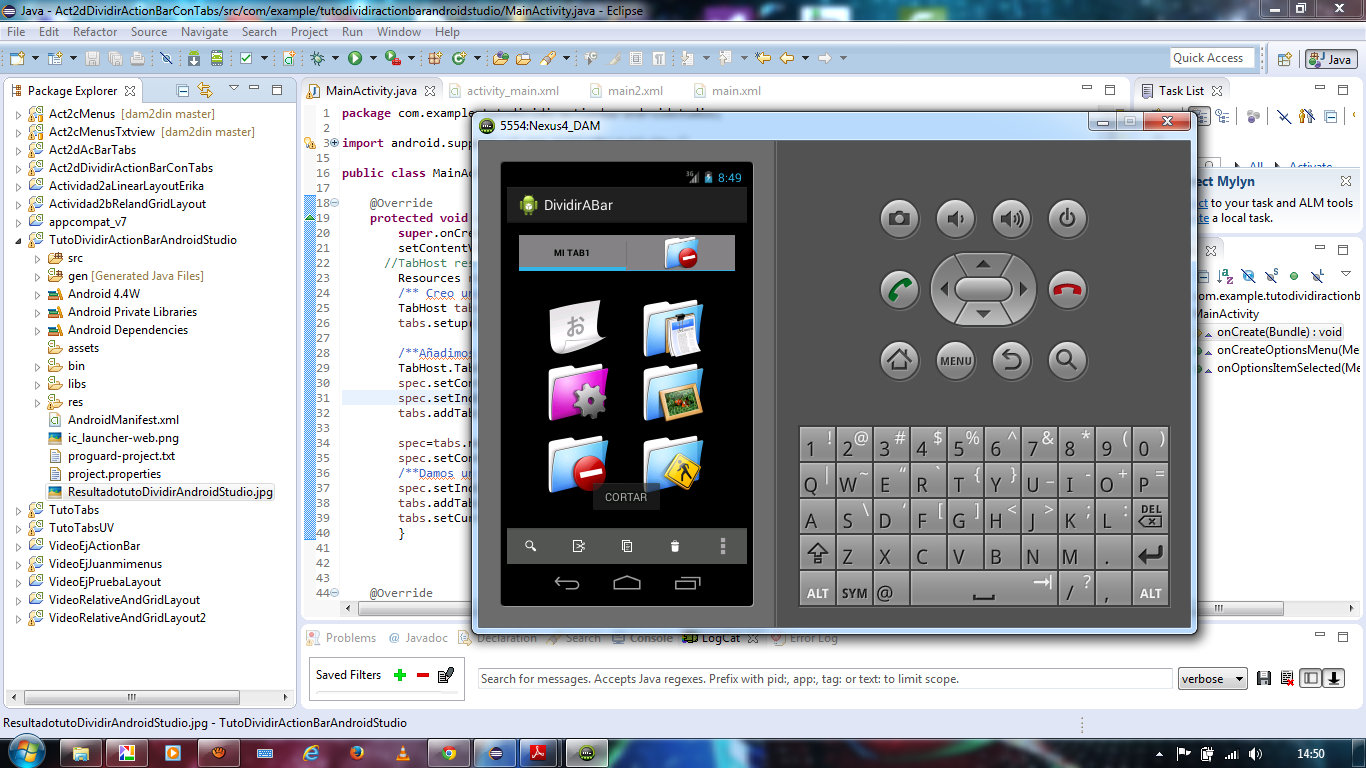 Java - Act2dDividirActionBarConTabs/src/com/example/tutodividiractionbarandroidstudio/MainActivity.java - Eclipse
File Edit Refactor Source Navigate Search Project Run Window Help
Quick Access
Java
Package Explorer
Act2cMenus [dam2din master]
Act2cMenusTxtview [dam2din master]
Act2dAcBarTabs
Act2dDividirActionBarConTabs
Actividad2aLinearLayoutErika
Actividad2bRelandGridLayout
appcompat_v7
TutoDividirActionBarAndroidStudio
src
gen [Generated Java Files]
Android 4.4W
Android Private Libraries
Android Dependencies
assets
bin
libs
res
AndroidManifest.xml
ic_launcher-web.png
proguard-project.txt
project.properties
ResultadotutoDividirAndroidStudio.jpg
TutoTabs
TutoTabsUV
VideoEjActionBar
VideoEjJuanmimenus
VideoEjPruebaLayout
VideoRelativeAndGridLayout
VideoRelativeAndGridLayout2
MainActivity.java activity_main.xml main2.xml main.xml
1 package com.example
2
3 import android.supp
15
16 public class MainAc
17
18 @Override
19 protected void
20 super.onCre
21 setContentV
22 //TabHost res
23 Resources r
24 /** Creo un
25 TabHost tab
26 tabs.setup(
27
28 /**Añadimos
29 TabHost.Tab
30 spec.setCon
31 spec.setInd
32 tabs.addTab
33
34 spec=tabs.n
35 spec.setCon
36 /**Damos un
37 spec.setInd
38 tabs.addTab
39 tabs.setCur
40 }
41
42
43
44 @Override
5554:Nexus4_DAM
3G 8:49
DividirABar
MI TAB1
お
CORTAR
MENU
1 ! 2 @ 3 # 4 $ 5 % 6 ^ 7 & 8 * 9 ( 0 )
Q | W ~ E “ R ` T { Y } U _ I - O + P =
A S \ D ‘ F [ G ] H < J > K ; L : DEL
Z X C V B N M .
ALT SYM @ / ? , ALT
Task List
All Activate
ect Mylyn
ct to your task and ALM tools
te a local task.
om.example.tutodividiractionb
MainActivity
onCreate(Bundle) : void
onCreateOptionsMenu(Me
onOptionsItemSelected(Me
Problems @ Javadoc Declaration Search Console LogCat Error Log
Saved Filters
Search for messages. Accepts Java regexes. Prefix with pid:, app:, tag: or text: to limit scope.
verbose
ResultadotutoDividirAndroidStudio.jpg - TutoDividirActionBarAndroidStudio
14:50